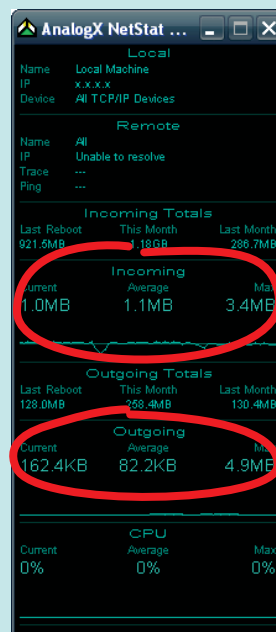 AnalogX NetStat ...
Local
Name Local Machine
IP x.x.x.x
Device All TCP/IP Devices
Remote
Name All
IP Unable to resolve
Trace ---
Ping ---
Incoming Totals
Last Reboot This Month Last Month
921.5MB 1.18GB 286.7MB
Incoming
Current Average Max
1.0MB 1.1MB 3.4MB
Outgoing Totals
Last Reboot This Month Last Month
128.0MB 258.4MB 130.4MB
Outgoing
Current Average Max
162.4KB 82.2KB 4.9MB
CPU
Current Average Max
0% 0% 0%